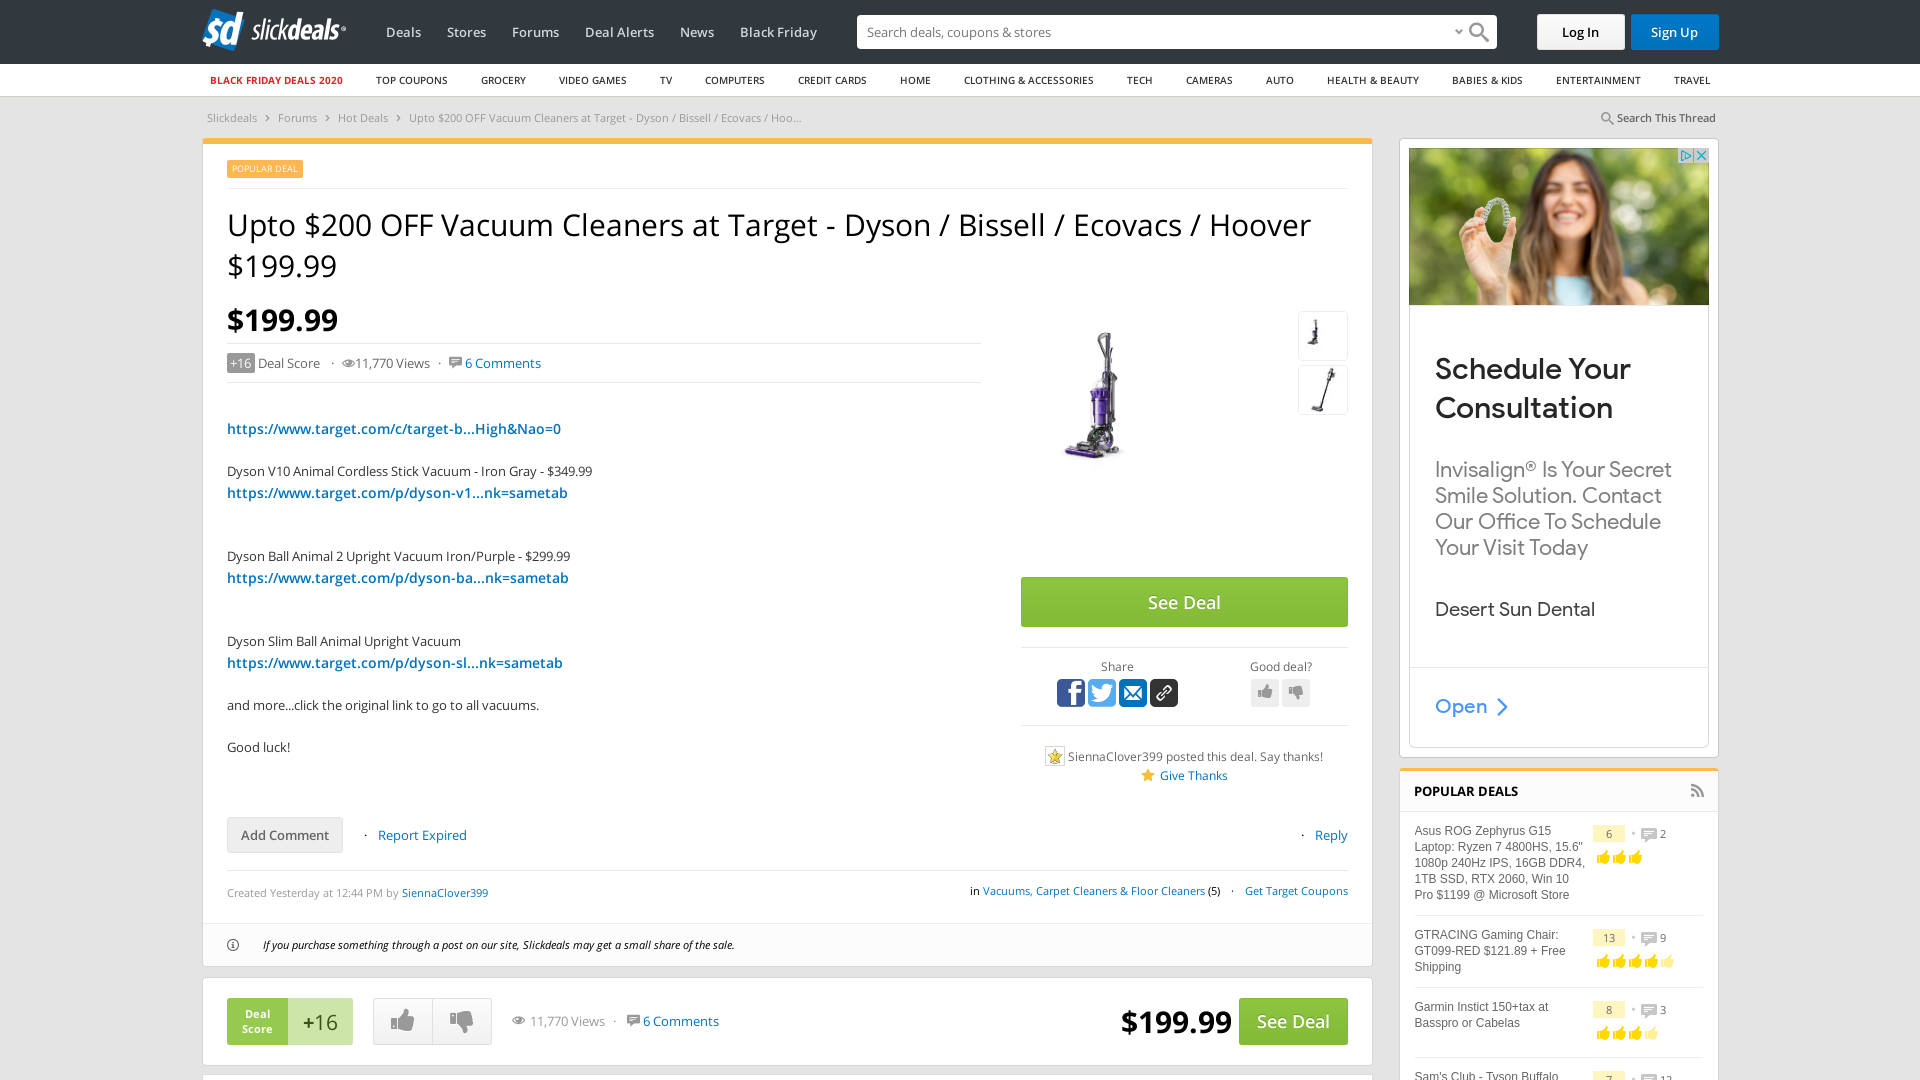 sd slickdeals
Deals Stores Forums Deal Alerts News Black Friday
Search deals, coupons & stores
Log In Sign Up
BLACK FRIDAY DEALS 2020 TOP COUPONS GROCERY VIDEO GAMES TV COMPUTERS CREDIT CARDS HOME CLOTHING & ACCESSORIES TECH CAMERAS AUTO HEALTH & BEAUTY BABIES & KIDS ENTERTAINMENT TRAVEL
Slickdeals › Forums › Hot Deals › Upto $200 OFF Vacuum Cleaners at Target - Dyson / Bissell / Ecovacs / Hoo...
Search This Thread
POPULAR DEAL
Upto $200 OFF Vacuum Cleaners at Target - Dyson / Bissell / Ecovacs / Hoover
$199.99
$199.99
+16 Deal Score · 11,770 Views · 6 Comments
https://www.target.com/c/target-b...High&Nao=0
Dyson V10 Animal Cordless Stick Vacuum - Iron Gray - $349.99
https://www.target.com/p/dyson-v1...nk=sametab
Dyson Ball Animal 2 Upright Vacuum Iron/Purple - $299.99
https://www.target.com/p/dyson-ba...nk=sametab
Dyson Slim Ball Animal Upright Vacuum
https://www.target.com/p/dyson-sl...nk=sametab
and more...click the original link to go to all vacuums.
Good luck!
See Deal
Share
Good deal?
SiennaClover399 posted this deal. Say thanks!
Give Thanks
Add Comment · Report Expired
· Reply
Created Yesterday at 12:44 PM by SiennaClover399
in Vacuums, Carpet Cleaners & Floor Cleaners (5) · Get Target Coupons
If you purchase something through a post on our site, Slickdeals may get a small share of the sale.
Deal
Score
+16
11,770 Views · 6 Comments
$199.99
See Deal
Schedule Your
Consultation
Invisalign® Is Your Secret
Smile Solution. Contact
Our Office To Schedule
Your Visit Today
Desert Sun Dental
Open
POPULAR DEALS
Asus ROG Zephyrus G15
Laptop: Ryzen 7 4800HS, 15.6"
1080p 240Hz IPS, 16GB DDR4,
1TB SSD, RTX 2060, Win 10
Pro $1199 @ Microsoft Store
6 • 2
GTRACING Gaming Chair:
GT099-RED $121.89 + Free
Shipping
13 • 9
Garmin Instict 150+tax at
Basspro or Cabelas
8 • 3
Sam's Club - Tyson Buffalo
7 • 12